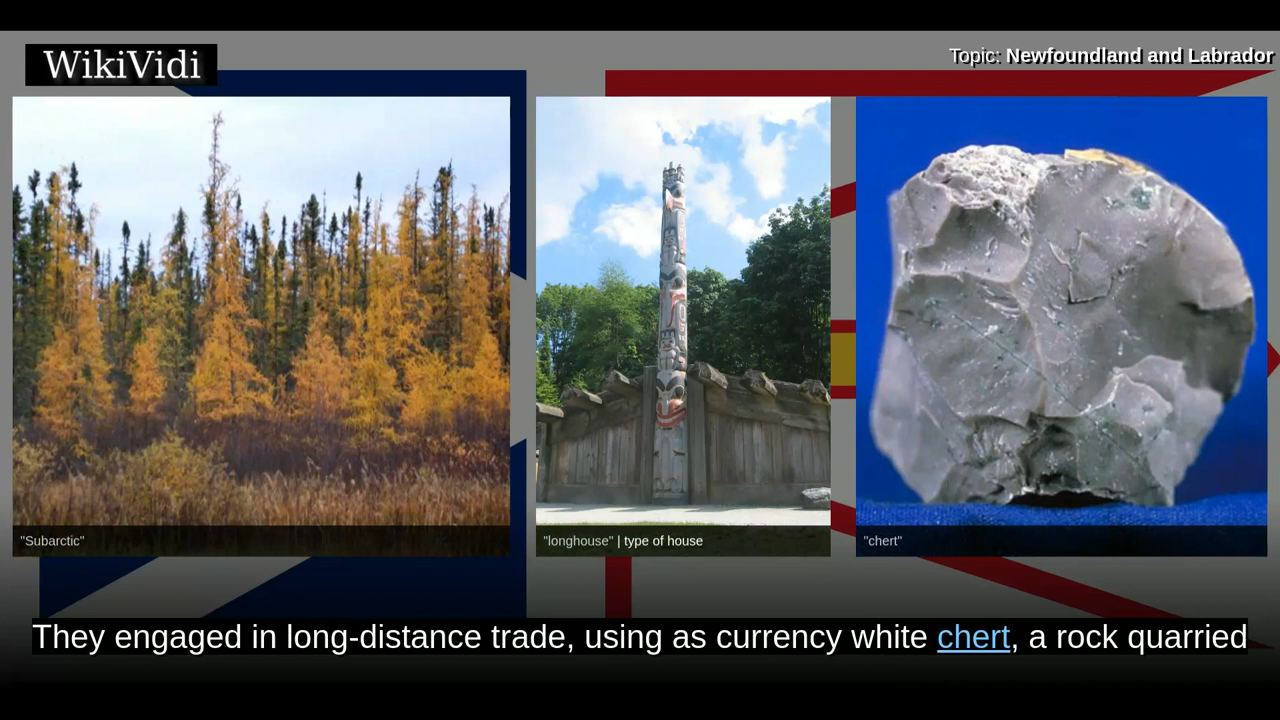 WikiVidi
Topic: Newfoundland and Labrador
"Subarctic"
"longhouse" | type of house
"chert"
They engaged in long-distance trade, using as currency white chert, a rock quarried